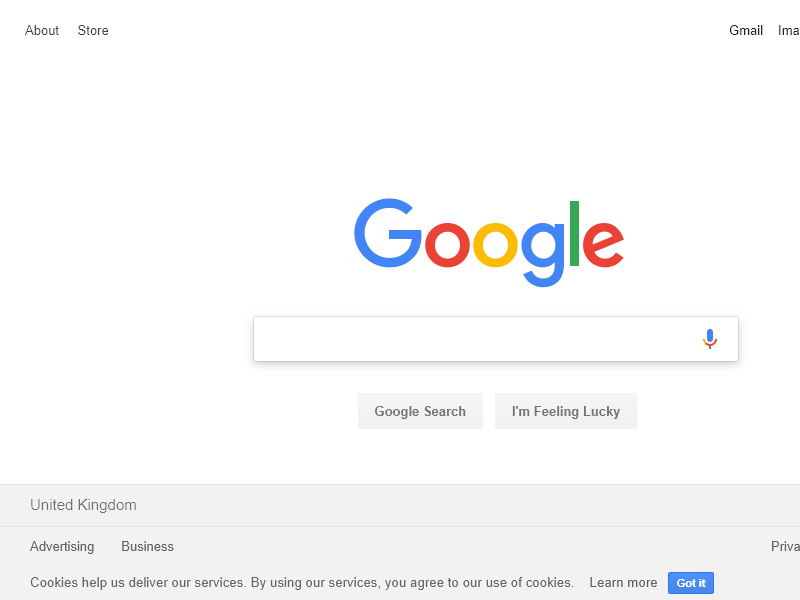 About Store Gmail Ima
Google
Google Search I'm Feeling Lucky
United Kingdom
Advertising Business Priva
Cookies help us deliver our services. By using our services, you agree to our use of cookies. Learn more Got it